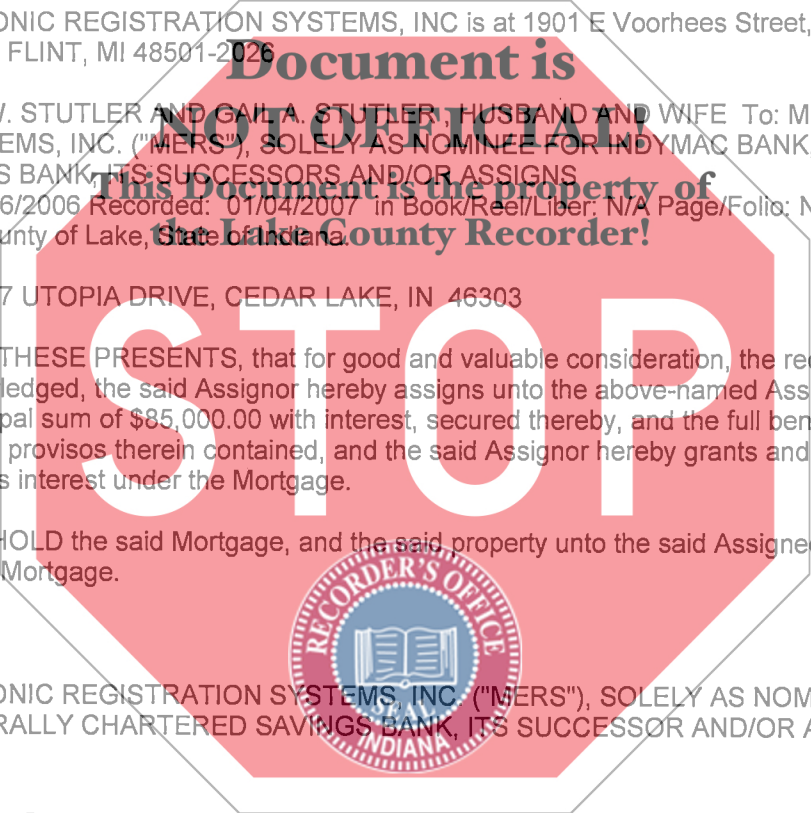 ONIC REGISTRATION SYSTEMS, INC is at 1901 E Voorhees Street,
FLINT, MI 48501-2026
Document is
V. STUTLER AND GAIL A. STUTLER , HUSBAND AND WIFE To: M
NOT OFFICIAL!
EMS, INC. ("MERS"), SOLELY AS NOMINEE FOR INDYMAC BANK
S BANK, ITS SUCCESSORS AND/OR ASSIGNS
This Document is the property of
6/2006 Recorded: 01/04/2007 in Book/Reel/Liber: N/A Page/Folio: N
the Lake County Recorder!
unty of Lake, State of Indiana.
7 UTOPIA DRIVE, CEDAR LAKE, IN 46303
STOP
THESE PRESENTS, that for good and valuable consideration, the rec
ledged, the said Assignor hereby assigns unto the above-named Ass
pal sum of $85,000.00 with interest, secured thereby, and the full ben
provisos therein contained, and the said Assignor hereby grants and
s interest under the Mortgage.
HOLD the said Mortgage, and the said property unto the said Assigne
Mortgage.
RECORDER'S OFFICE
SEAL
INDIANA
ONIC REGISTRATION SYSTEMS, INC. ("MERS"), SOLELY AS NOM
RALLY CHARTERED SAVINGS BANK, ITS SUCCESSOR AND/OR A